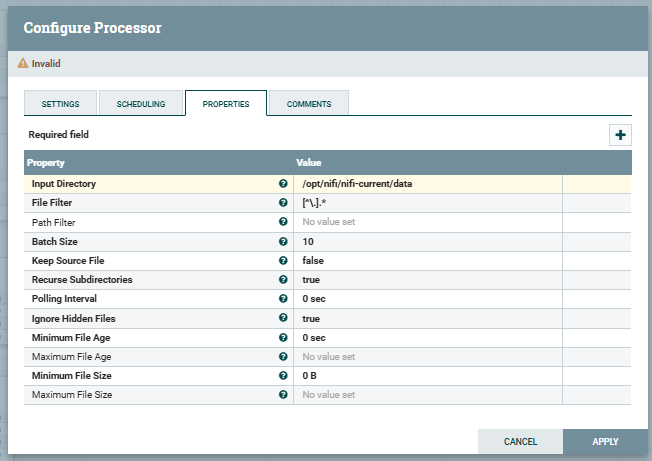 Configure Processor
Invalid
SETTINGS SCHEDULING PROPERTIES COMMENTS
Required field
Property Value
Input Directory /opt/nifi/nifi-current/data
File Filter [^\.].*
Path Filter No value set
Batch Size 10
Keep Source File false
Recurse Subdirectories true
Polling Interval 0 sec
Ignore Hidden Files true
Minimum File Age 0 sec
Maximum File Age No value set
Minimum File Size 0 B
Maximum File Size No value set
CANCEL APPLY